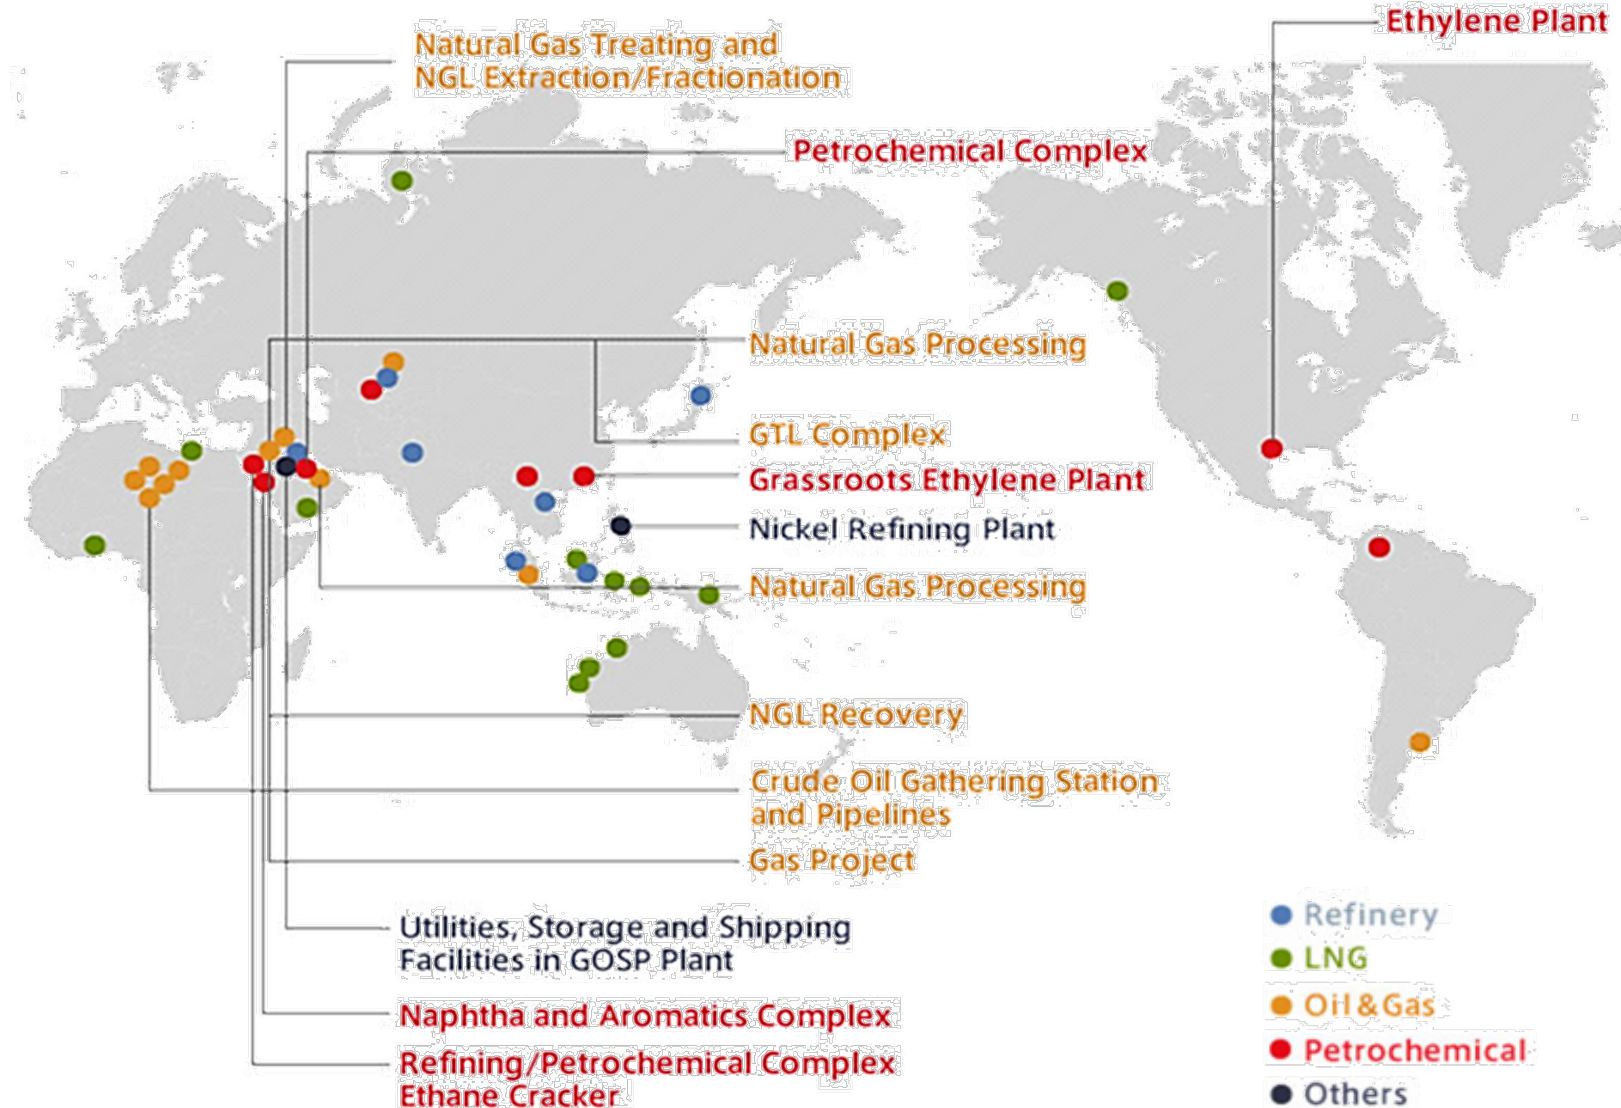 Ethylene Plant
Natural Gas Treating and
NGL Extraction/Fractionation
Petrochemical Complex
Natural Gas Processing
GTL Complex
Grassroots Ethylene Plant
Nickel Refining Plant
Natural Gas Processing
NGL Recovery
Crude Oil Gathering Station
and Pipelines
Gas Project
Utilities, Storage and Shipping
Facilities in GOSP Plant
Naphtha and Aromatics Complex
Refining/Petrochemical Complex
Ethane Cracker
Refinery
LNG
Oil&Gas
Petrochemical
Others